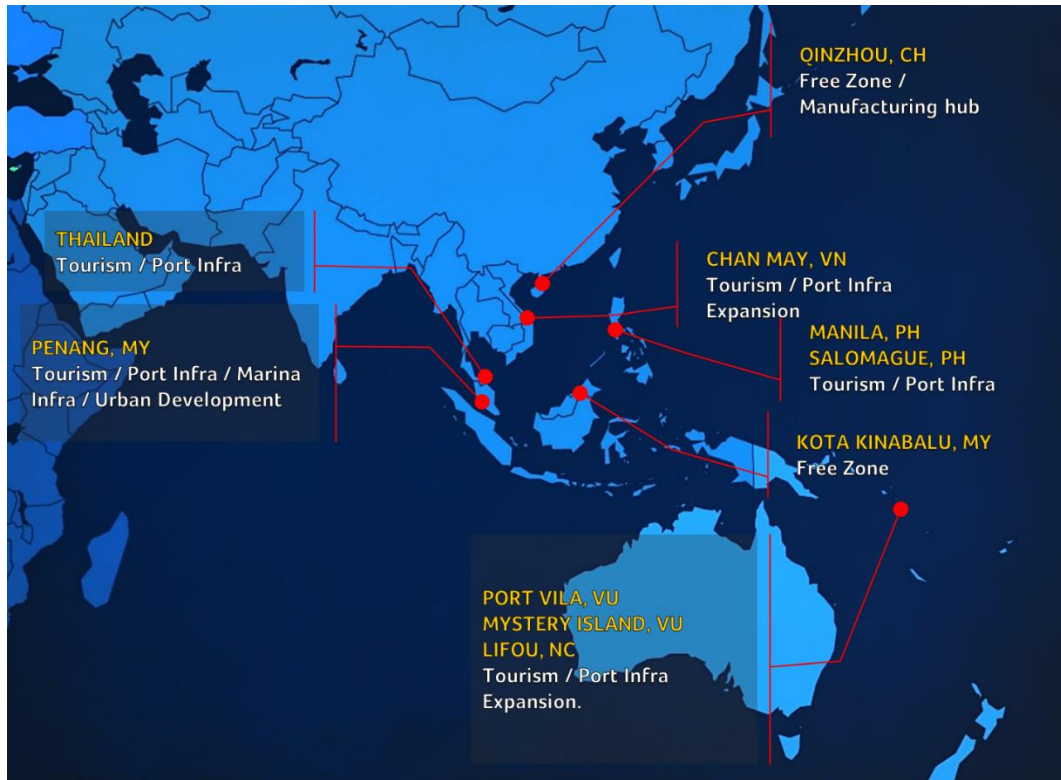 QINZHOU, CH
Free Zone /
Manufacturing hub
THAILAND
Tourism / Port Infra
CHAN MAY, VN
Tourism / Port Infra
Expansion
PENANG, MY
Tourism / Port Infra / Marina
Infra / Urban Development
MANILA, PH
SALOMAGUE, PH
Tourism / Port Infra
KOTA KINABALU, MY
Free Zone
PORT VILA, VU
MYSTERY ISLAND, VU
LIFOU, NC
Tourism / Port Infra
Expansion.